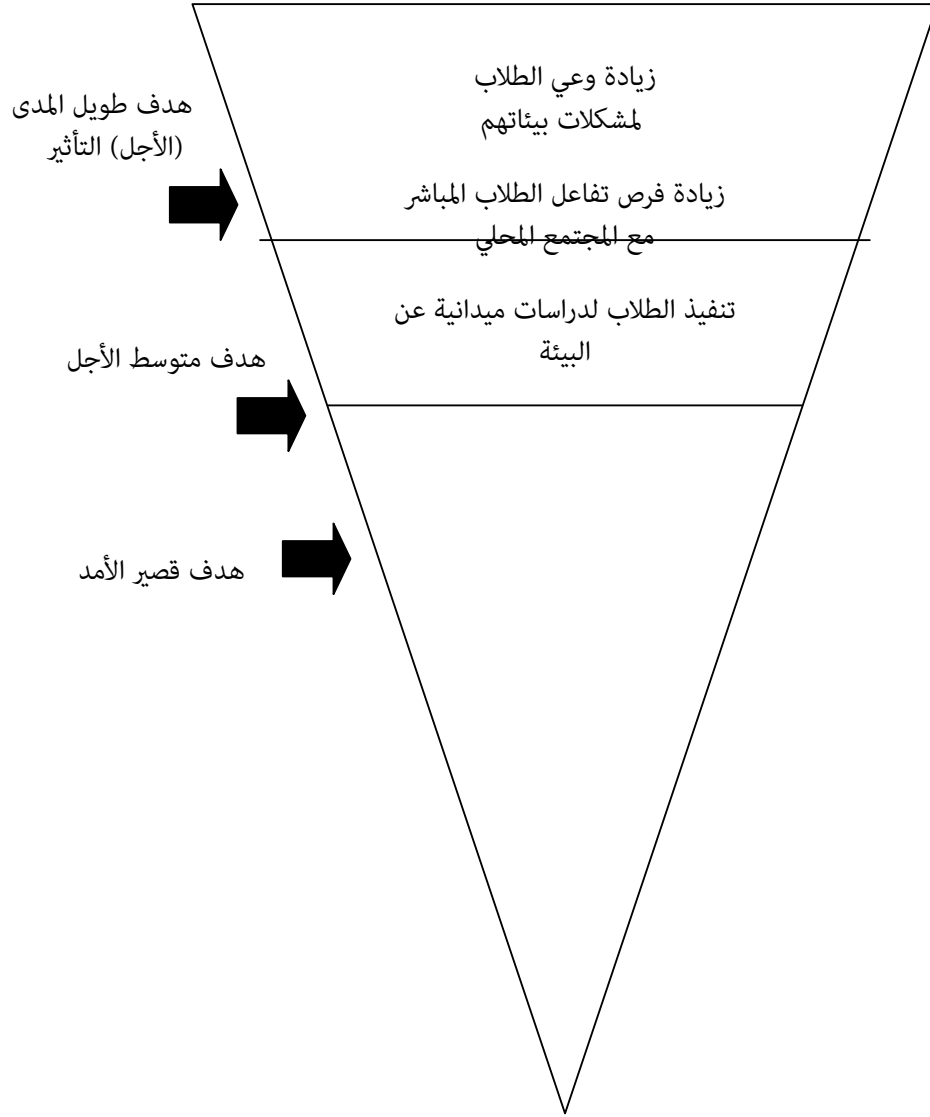 زيادة وعي الطلاب
لمشكلات بيئاتهم
هدف طويل المدى
(الأجل) التأثير
زيادة فرص تفاعل الطلاب المباشر
مع المجتمع المحلي
تنفيذ الطلاب لدراسات ميدانية عن
البيئة
هدف متوسط الأجل
هدف قصير الأمد